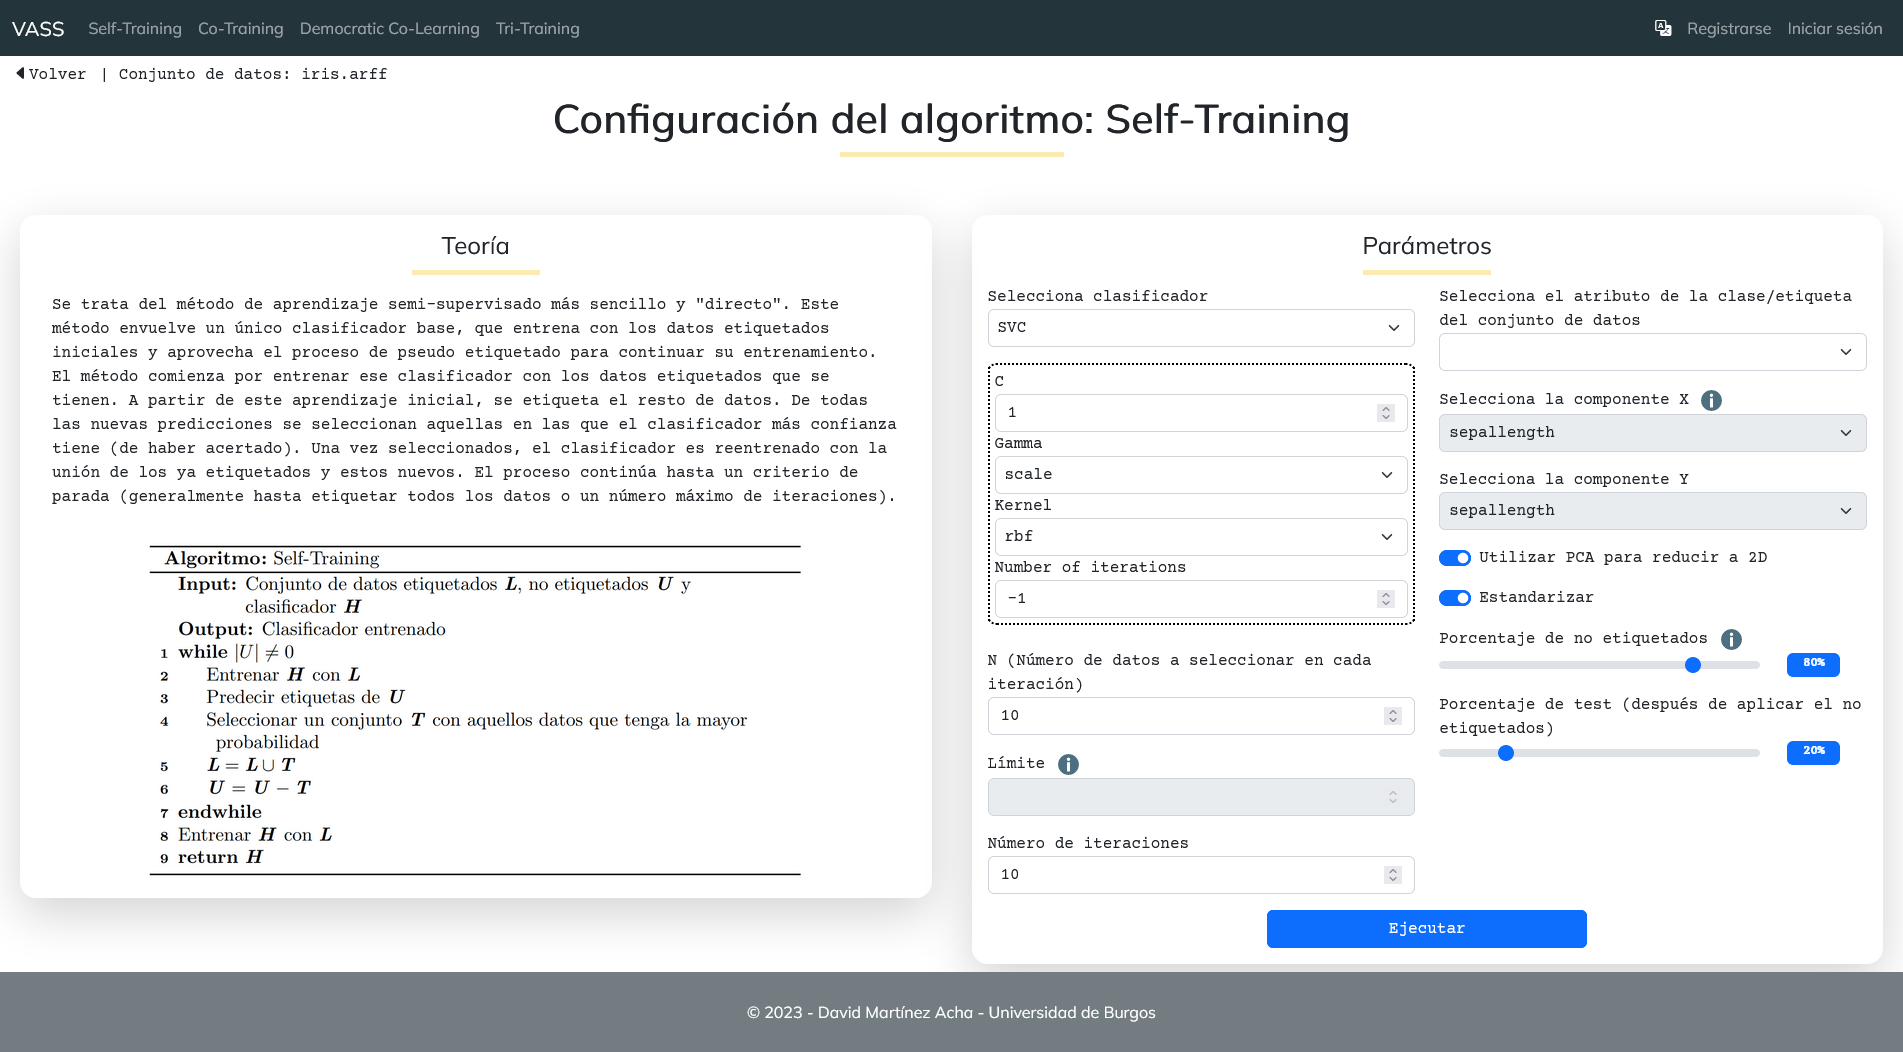 VASS Self-Training Co-Training Democratic Co-Learning Tri-Training Registrarse Iniciar sesión
Volver | Conjunto de datos: iris.arff
Configuración del algoritmo: Self-Training
Teoría
Se trata del método de aprendizaje semi-supervisado más sencillo y "directo". Este
método envuelve un único clasificador base, que entrena con los datos etiquetados
iniciales y aprovecha el proceso de pseudo etiquetado para continuar su entrenamiento.
El método comienza por entrenar ese clasificador con los datos etiquetados que se
tienen. A partir de este aprendizaje inicial, se etiqueta el resto de datos. De todas
las nuevas predicciones se seleccionan aquellas en las que el clasificador más confianza
tiene (de haber acertado). Una vez seleccionados, el clasificador es reentrenado con la
unión de los ya etiquetados y estos nuevos. El proceso continúa hasta un criterio de
parada (generalmente hasta etiquetar todos los datos o un número máximo de iteraciones).
Algoritmo: Self-Training
Input: Conjunto de datos etiquetados L, no etiquetados U y
clasificador H
Output: Clasificador entrenado
1 while |U| ≠ 0
2 Entrenar H con L
3 Predecir etiquetas de U
4 Seleccionar un conjunto T con aquellos datos que tenga la mayor
probabilidad
5 L = L ∪ T
6 U = U − T
7 endwhile
8 Entrenar H con L
9 return H
Parámetros
Selecciona clasificador
SVC
C
1
Gamma
scale
Kernel
rbf
Number of iterations
-1
N (Número de datos a seleccionar en cada
iteración)
10
Límite
Número de iteraciones
10
Selecciona el atributo de la clase/etiqueta
del conjunto de datos
Selecciona la componente X
sepallength
Selecciona la componente Y
sepallength
Utilizar PCA para reducir a 2D
Estandarizar
Porcentaje de no etiquetados
80%
Porcentaje de test (después de aplicar el no
etiquetados)
20%
Ejecutar
© 2023 - David Martínez Acha - Universidad de Burgos